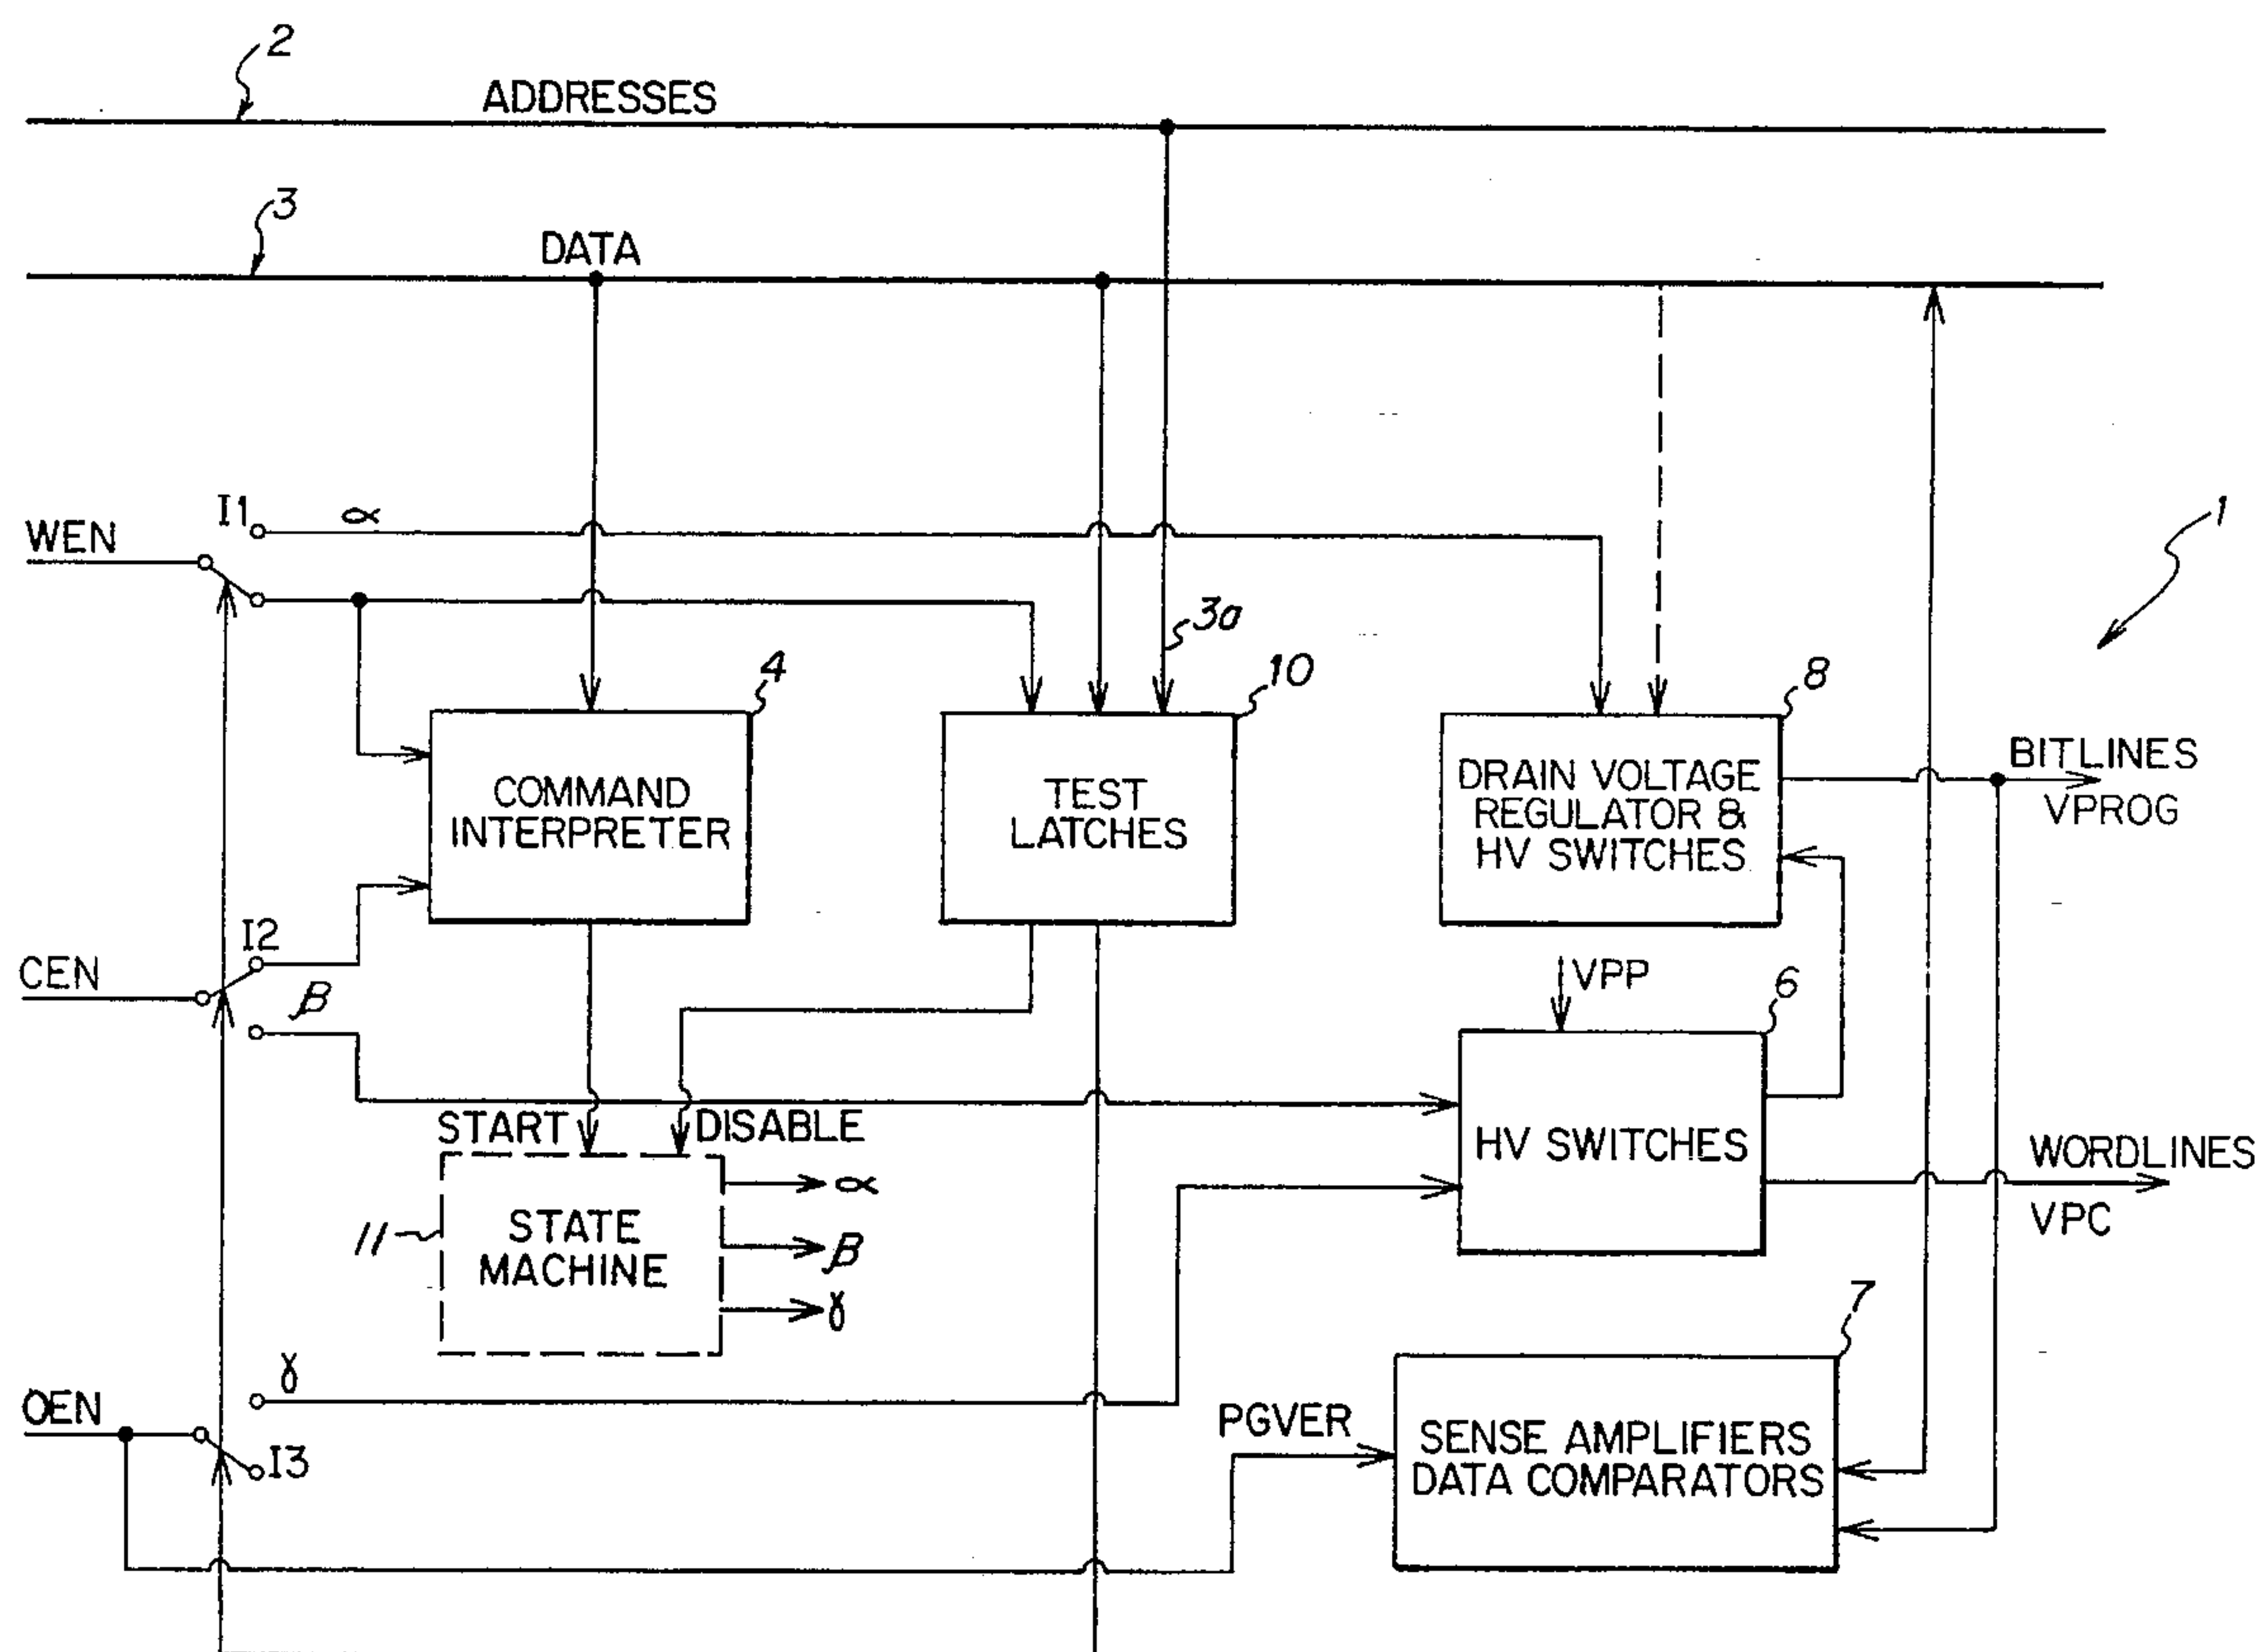 2
ADDRESSES
3
DATA
I1
α
WEN
1
3a
4
10
8
COMMAND
INTERPRETER
TEST
LATCHES
DRAIN VOLTAGE
REGULATOR &
HV SWITCHES
BITLINES
VPROG
I2
CEN
β
VPP
6
START
DISABLE
HV SWITCHES
WORDLINES
VPC
α
11
STATE
MACHINE
β
γ
7
γ
OEN
I3
PGVER
SENSE AMPLIFIERS
DATA COMPARATORS